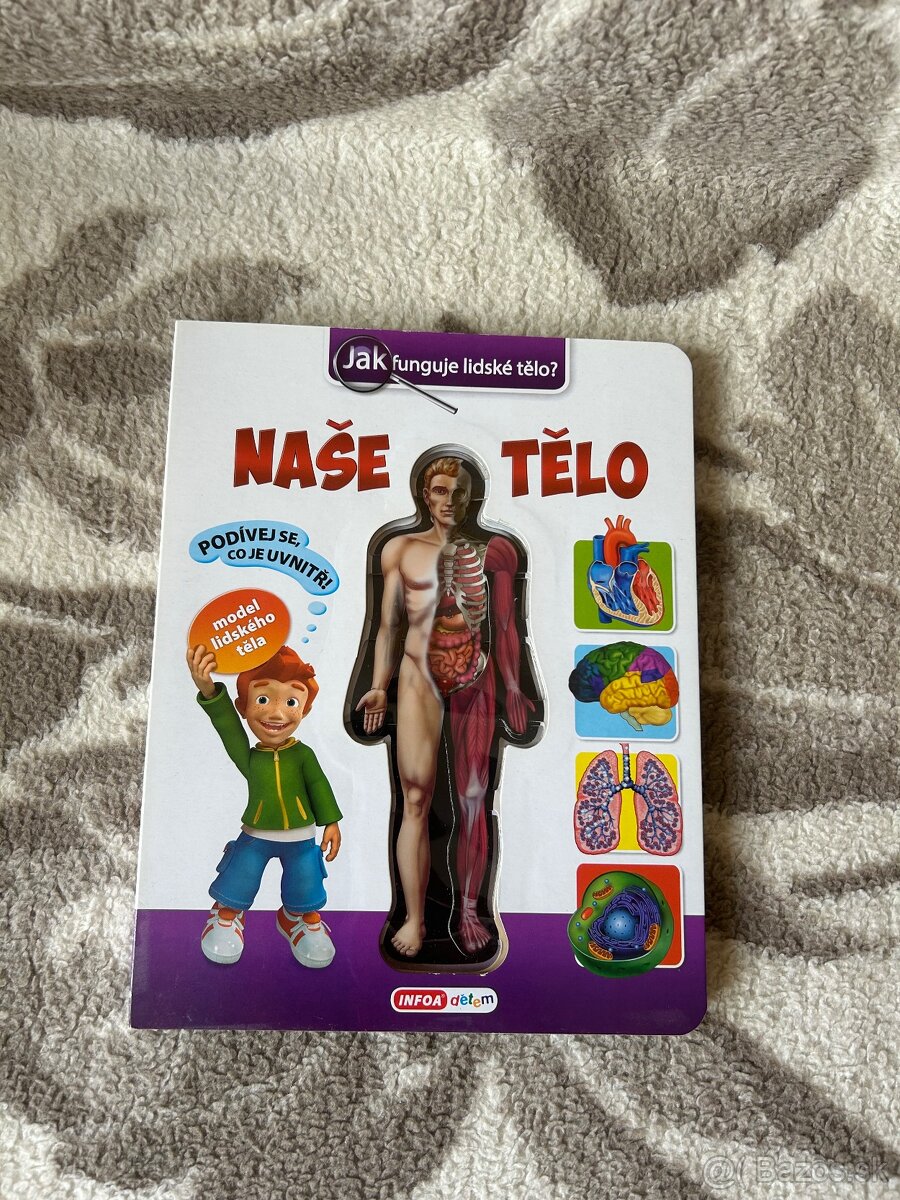 Jak funguje lidské tělo?
NAŠE TĚLO
PODÍVEJ SE,
CO JE UVNITŘ!
model
lidského
těla
INFOA dětem
@ Bazos.sk